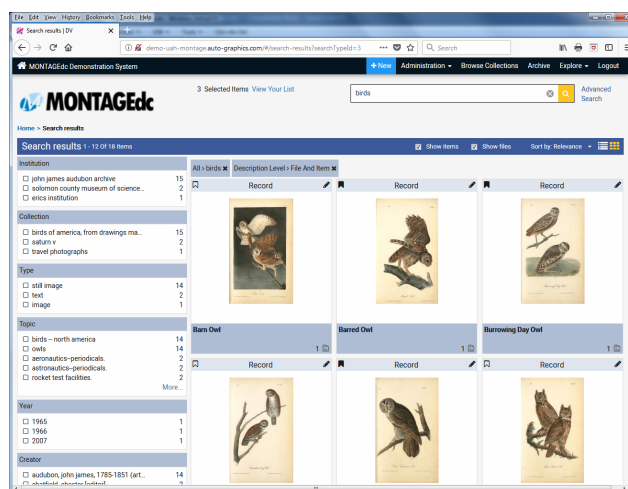 File Edit View History Bookmarks Tools Help
Search results | DV
demo-uah-montage.auto-graphics.com/#/search-results?searchTypeId=3
Search
MONTAGEdc Demonstration System
+ New Administration Browse Collections Archive Explore Logout
MONTAGEdc
3 Selected Items View Your List
birds
Advanced
Search
Home > Search results
Search results 1 - 12 Of 18 Items
Show items Show files Sort by: Relevance
Institution
john james audubon archive 15
solomon county museum of science... 2
erics institution 1
Collection
birds of america, from drawings ma... 15
saturn v 2
travel photographs 1
Type
still image 14
text 2
image 1
Topic
birds -- north america 14
owls 14
aeronautics--periodicals. 2
astronautics--periodicals. 2
rocket test facilities. 2
More...
Year
1965 1
1966 1
2007 1
Creator
audubon, john james, 1785-1851 (art... 14
All > birds Description Level > File And Item
Record
Record
Record
Barn Owl
1
Barred Owl
1
Burrowing Day Owl
1
Record
Record
Record